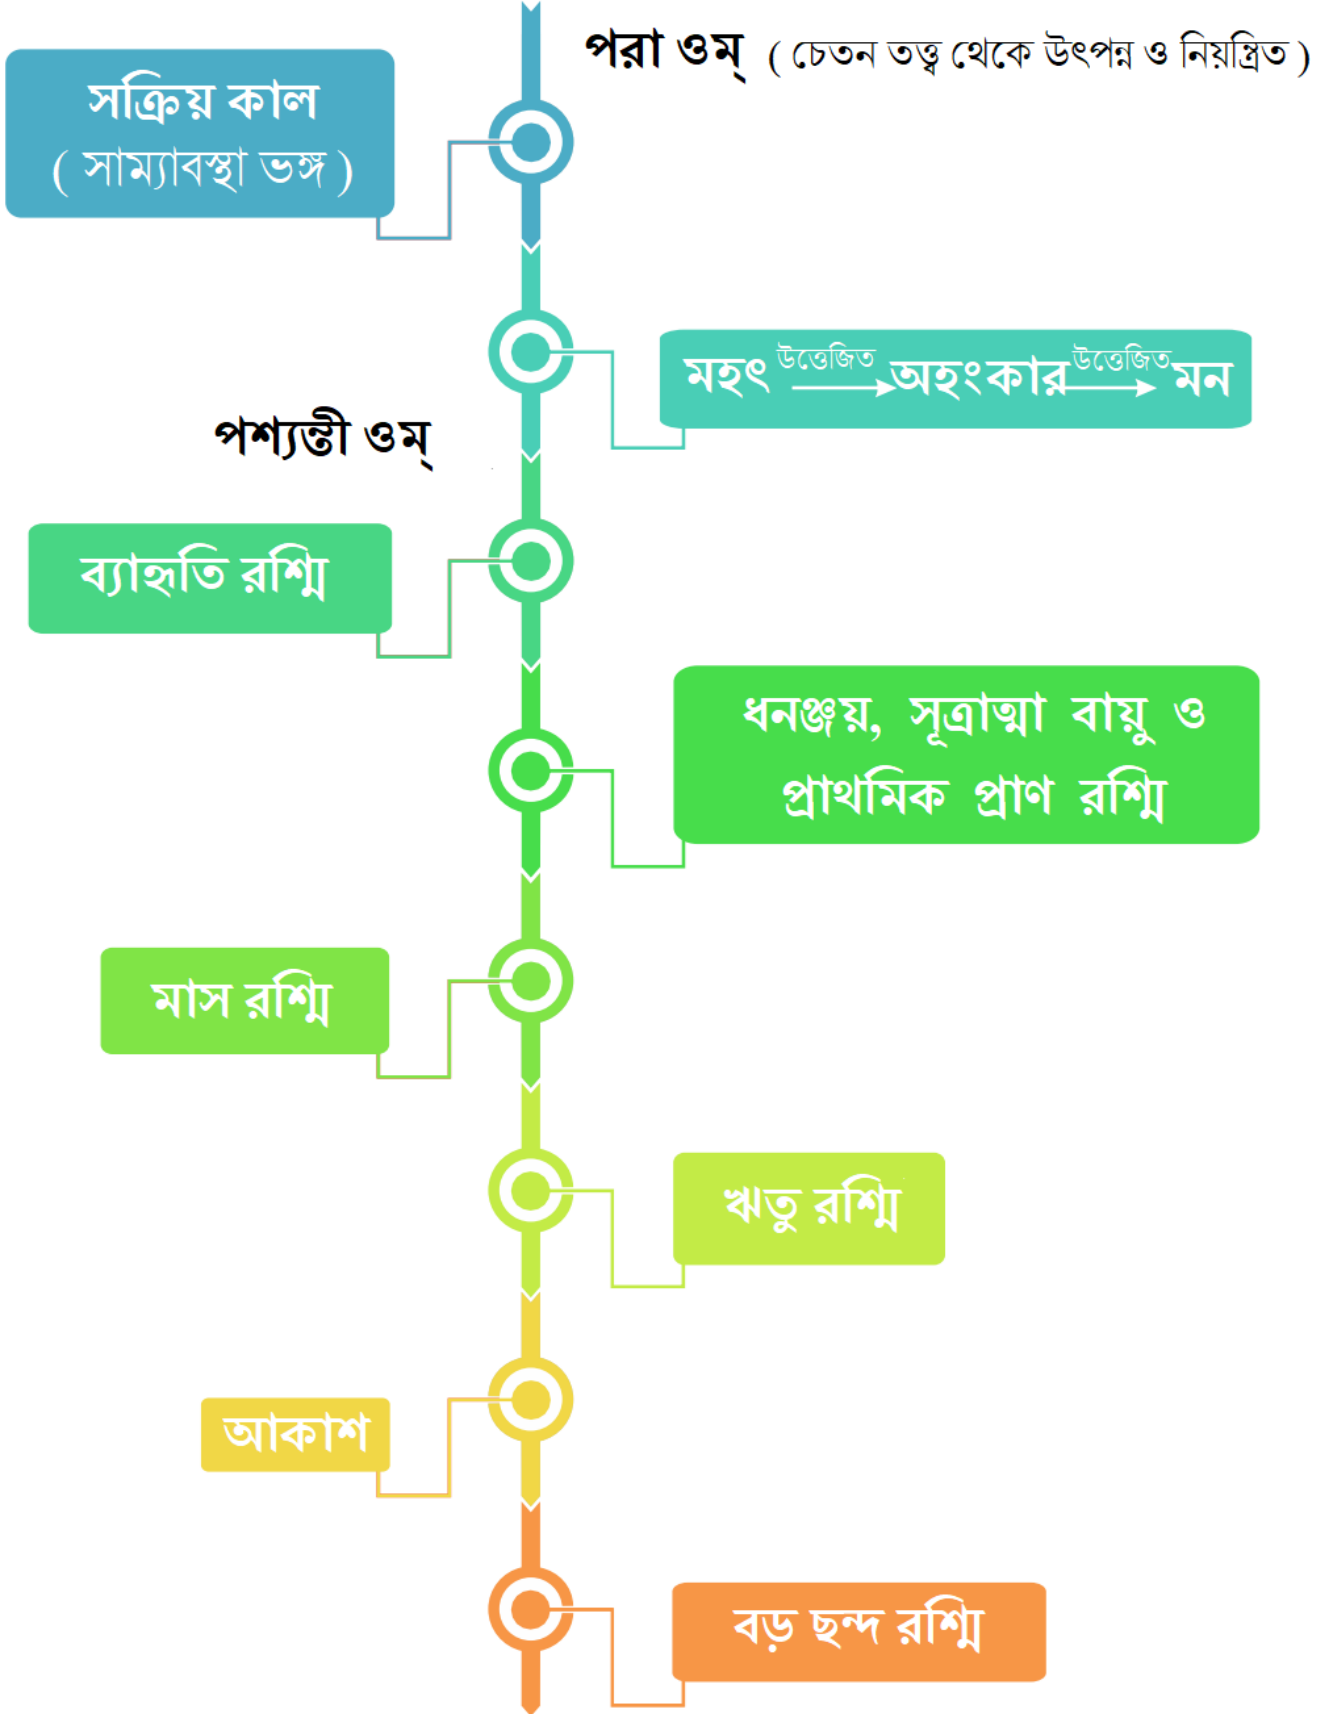 পরা ওম্ ( চেতন তত্ত্ব থেকে উৎপন্ন ও নিয়ন্ত্রিত )
সক্রিয় কাল
( সাম্যাবস্থা ভঙ্গ )
মহৎ উত্তেজিত অহংকার উত্তেজিত মন
পশ্যন্তী ওম্
ব্যাহৃতি রশ্মি
ধনঞ্জয়, সূত্রাত্মা বায়ু ও
প্রাথমিক প্রাণ রশ্মি
মাস রশ্মি
ঋতু রশ্মি
আকাশ
বড় ছন্দ রশ্মি